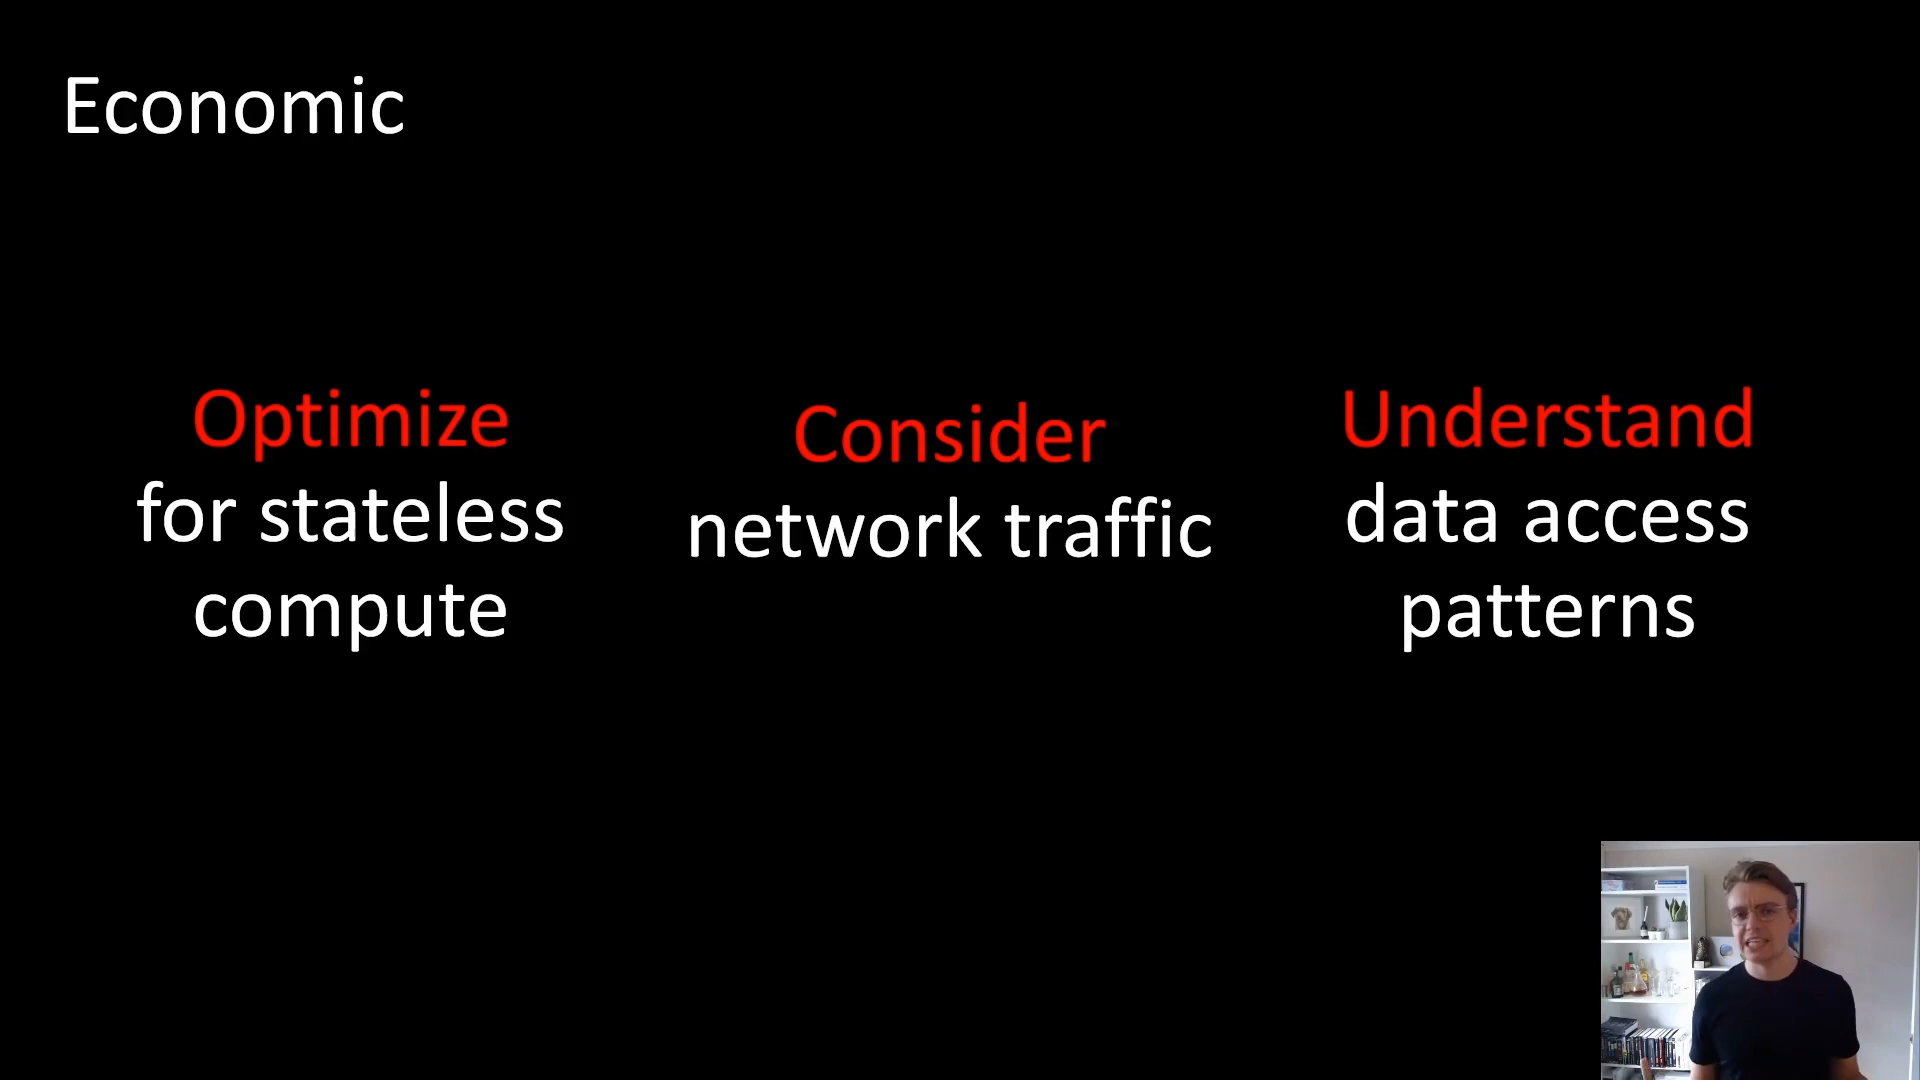 Economic
Optimize
for stateless
compute
Consider
network traffic
Understand
data access
patterns